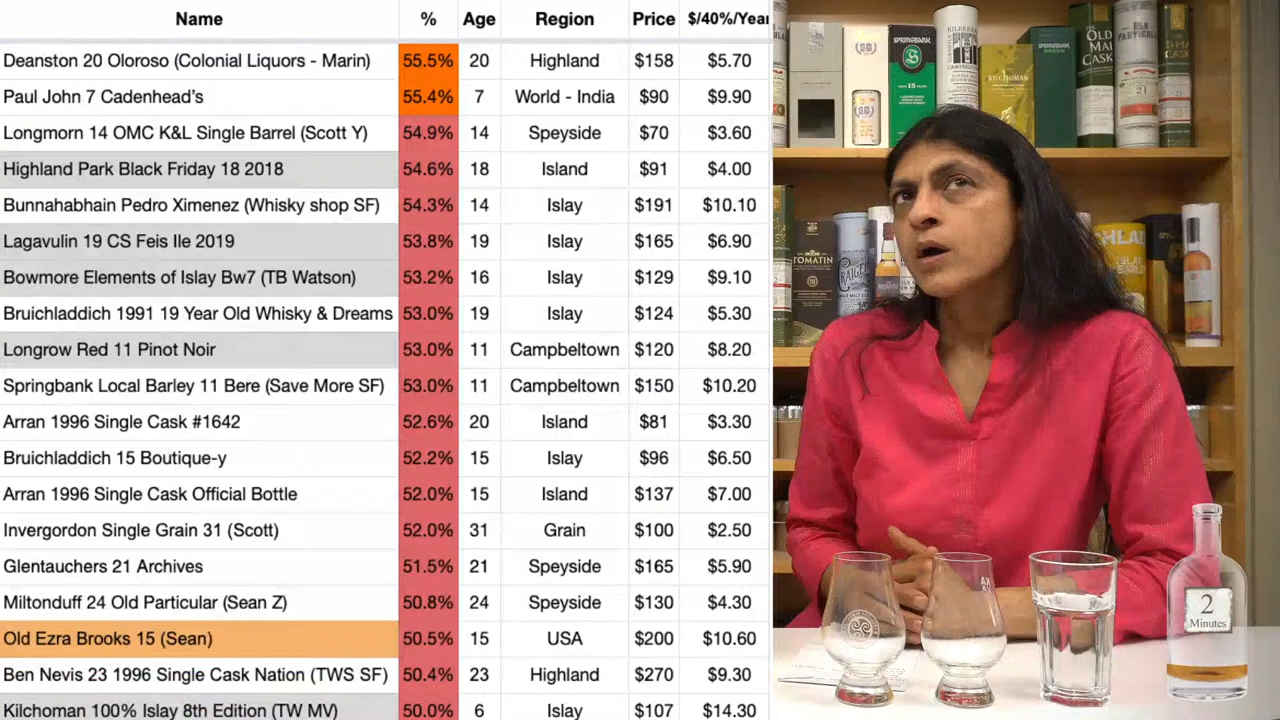 Name % Age Region Price $/40%/Year
Deanston 20 Oloroso (Colonial Liquors - Marlin) 55.5% 20 Highland $158 $5.70
Paul John 7 Cadenhead's 55.4% 7 World - India $90 $9.90
Longmorn 14 OMC K&L Single Barrel (Scott Y) 54.9% 14 Speyside $70 $3.60
Highland Park Black Friday 18 2018 54.6% 18 Island $91 $4.00
Bunnahabhain Pedro Ximenez (Whisky shop SF) 54.3% 14 Islay $191 $10.10
Lagavulin 19 CS Feis Ile 2019 53.8% 19 Islay $165 $6.90
Bowmore Elements of Islay Bw7 (TB Watson) 53.2% 16 Islay $129 $9.10
Bruichladdich 1991 19 Year Old Whisky & Dreams 53.0% 19 Islay $124 $5.30
Longrow Red 11 Pinot Noir 53.0% 11 Campbeltown $120 $8.20
Springbank Local Barley 11 Bere (Save More SF) 53.0% 11 Campbeltown $150 $10.20
Arran 1996 Single Cask #1642 52.6% 20 Island $81 $3.30
Bruichladdich 15 Boutique-y 52.2% 15 Islay $96 $6.50
Arran 1996 Single Cask Official Bottle 52.0% 15 Island $137 $7.00
Invergordon Single Grain 31 (Scott) 52.0% 31 Grain $100 $2.50
Glentauchers 21 Archives 51.5% 21 Speyside $165 $5.90
Miltonduff 24 Old Particular (Sean Z) 50.8% 24 Speyside $130 $4.30
Old Ezra Brooks 15 (Sean) 50.5% 15 USA $200 $10.60
Ben Nevis 23 1996 Single Cask Nation (TWS SF) 50.4% 23 Highland $270 $9.30
Kilchoman 100% Islay 8th Edition (TW MV) 50.0% 6 Islay $107 $14.30
SPRINGBANK
KILCHOMAN
THE
OLD
MALT
CASK
TOMATIN
2
Minutes